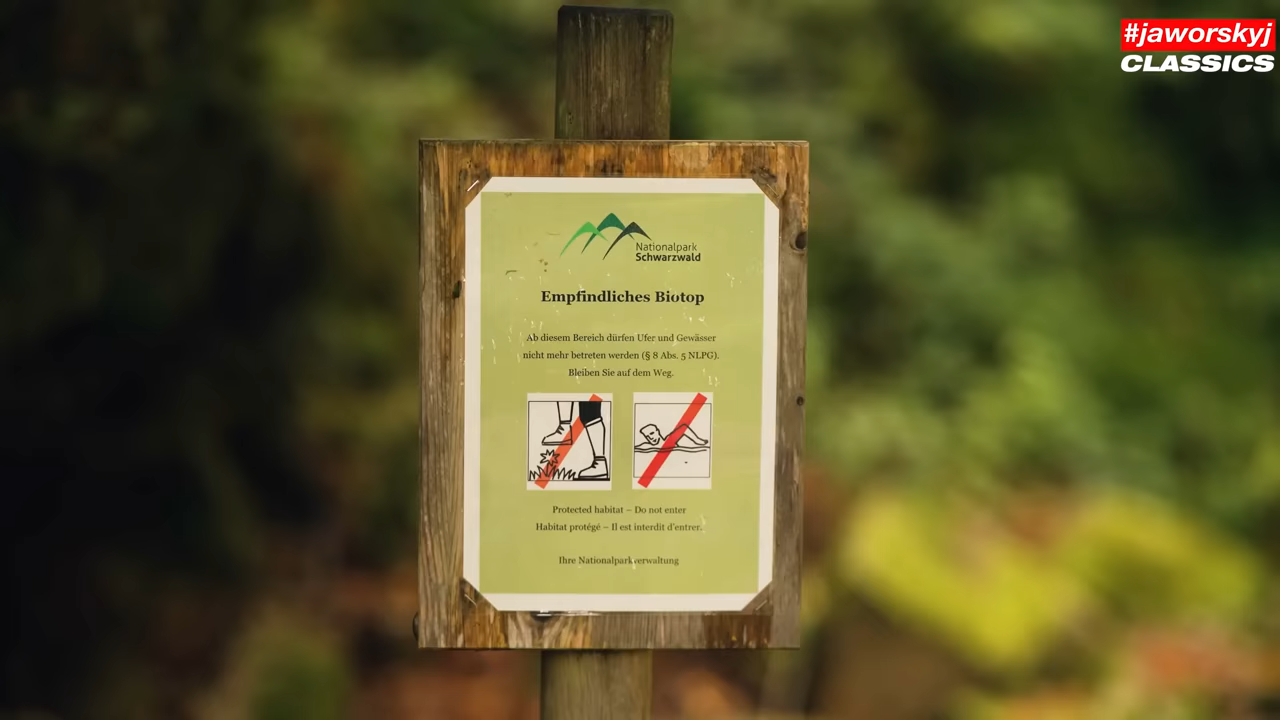 #jaworskyj
CLASSICS
Nationalpark
Schwarzwald
Empfindliches Biotop
Ab diesem Bereich dürfen Ufer und Gewässer
nicht mehr betreten werden (§ 8 Abs. 5 NLPG).
Bleiben Sie auf dem Weg.
Protected habitat – Do not enter
Habitat protégé – Il est interdit d'entrer.
Ihre Nationalparkverwaltung